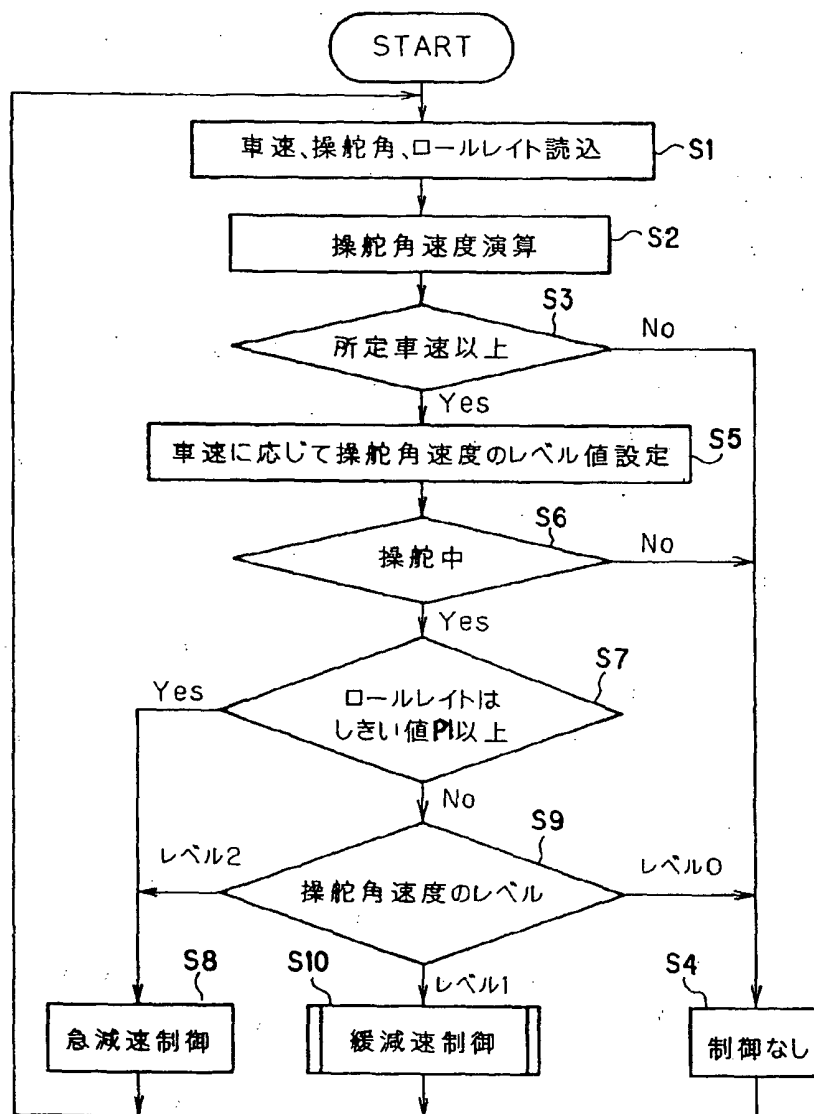 START
車速、操舵角、ロールレイト読込
S1
操舵角速度演算
S2
S3
所定車速以上
No
Yes
車速に応じて操舵角速度のレベル値設定
S5
S6
操舵中
No
Yes
S7
Yes
ロールレイトは
しきい値P1以上
No
S9
レベル2
操舵角速度のレベル
レベル0
S8
S10
レベル1
S4
急減速制御
緩減速制御
制御なし